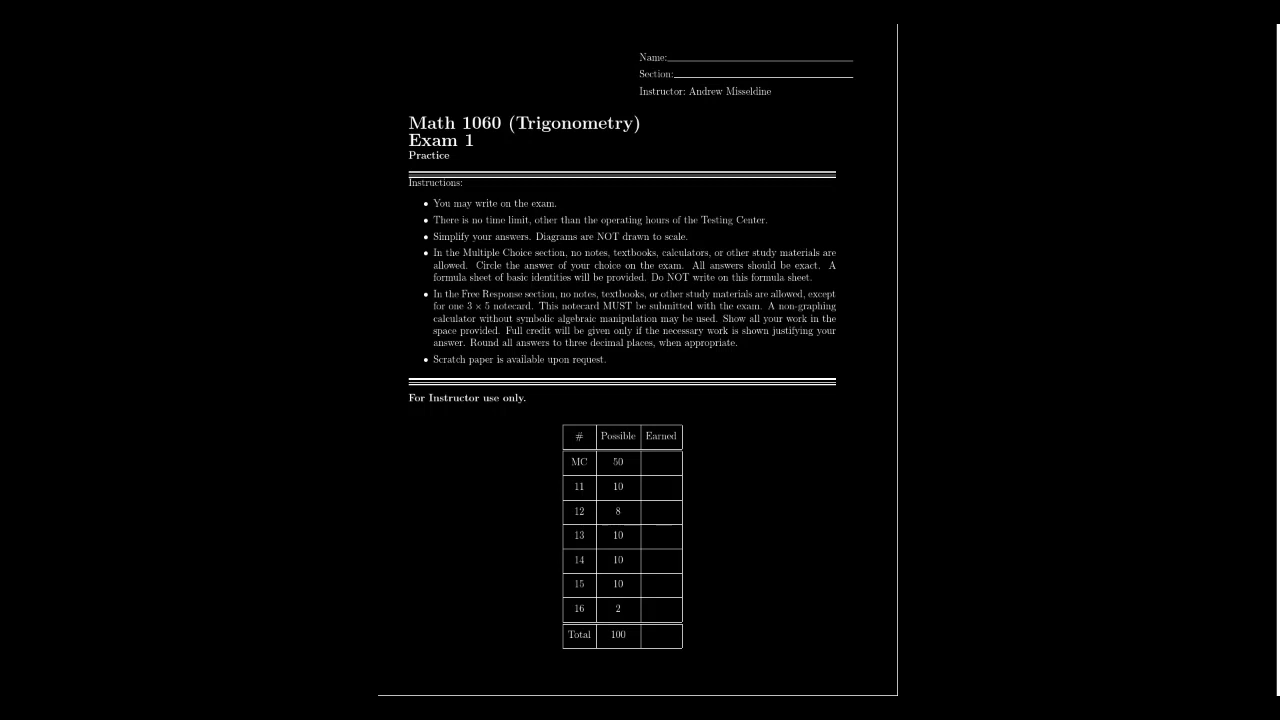 Name:
Section:
Instructor: Andrew Misseldine
Math 1060 (Trigonometry)
Exam 1
Practice
Instructions:
• You may write on the exam.
• There is no time limit, other than the operating hours of the Testing Center.
• Simplify your answers. Diagrams are NOT drawn to scale.
• In the Multiple Choice section, no notes, textbooks, calculators, or other study materials are
allowed. Circle the answer of your choice on the exam. All answers should be exact. A
formula sheet of basic identities will be provided. Do NOT write on this formula sheet.
• In the Free Response section, no notes, textbooks, or other study materials are allowed, except
for one 3 × 5 notecard. This notecard MUST be submitted with the exam. A non-graphing
calculator without symbolic algebraic manipulation may be used. Show all your work in the
space provided. Full credit will be given only if the necessary work is shown justifying your
answer. Round all answers to three decimal places, when appropriate.
• Scratch paper is available upon request.
For Instructor use only.
# Possible Earned
MC 50
11 10
12 8
13 10
14 10
15 10
16 2
Total 100